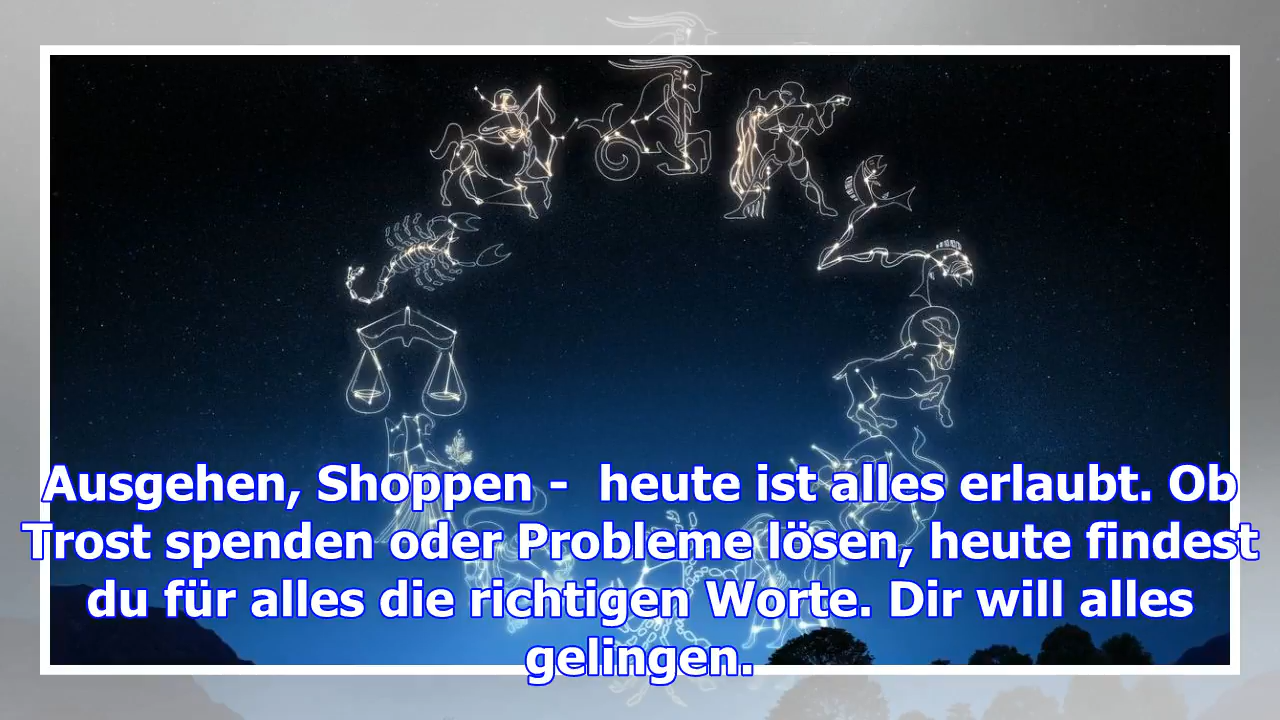 Ausgehen, Shoppen -  heute ist alles erlaubt. Ob
Trost spenden oder Probleme lösen, heute findest
du für alles die richtigen Worte. Dir will alles
gelingen.